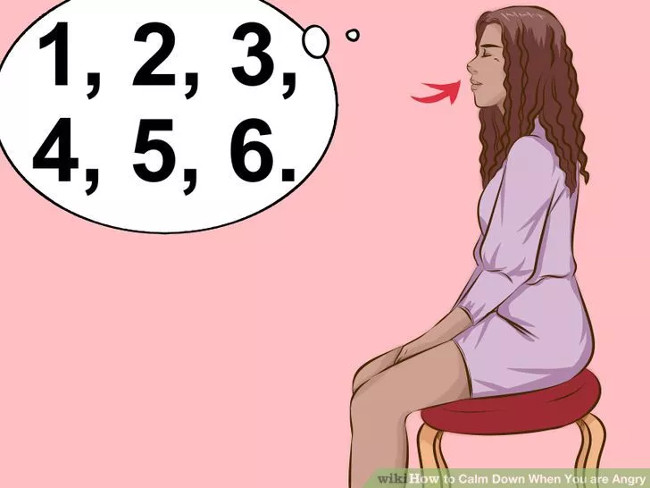 1, 2, 3,
4, 5, 6.
wikiHow to Calm Down When You are Angry